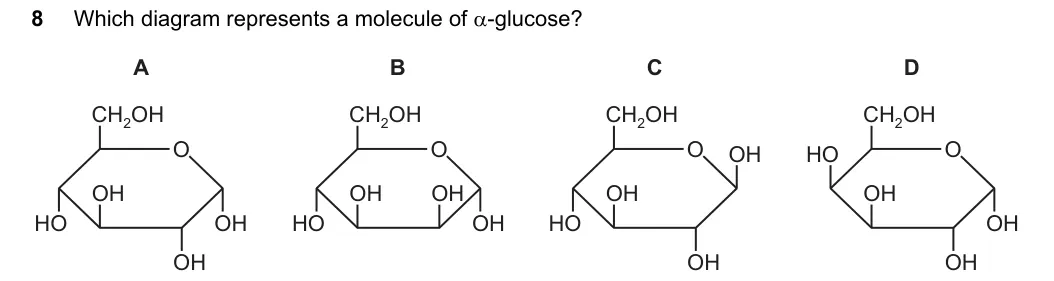 8 Which diagram represents a molecule of α-glucose?
A B C D
CH₂OH CH₂OH CH₂OH CH₂OH
O O O OH HO O
OH OH OH OH OH
HO OH HO OH HO OH
OH OH OH